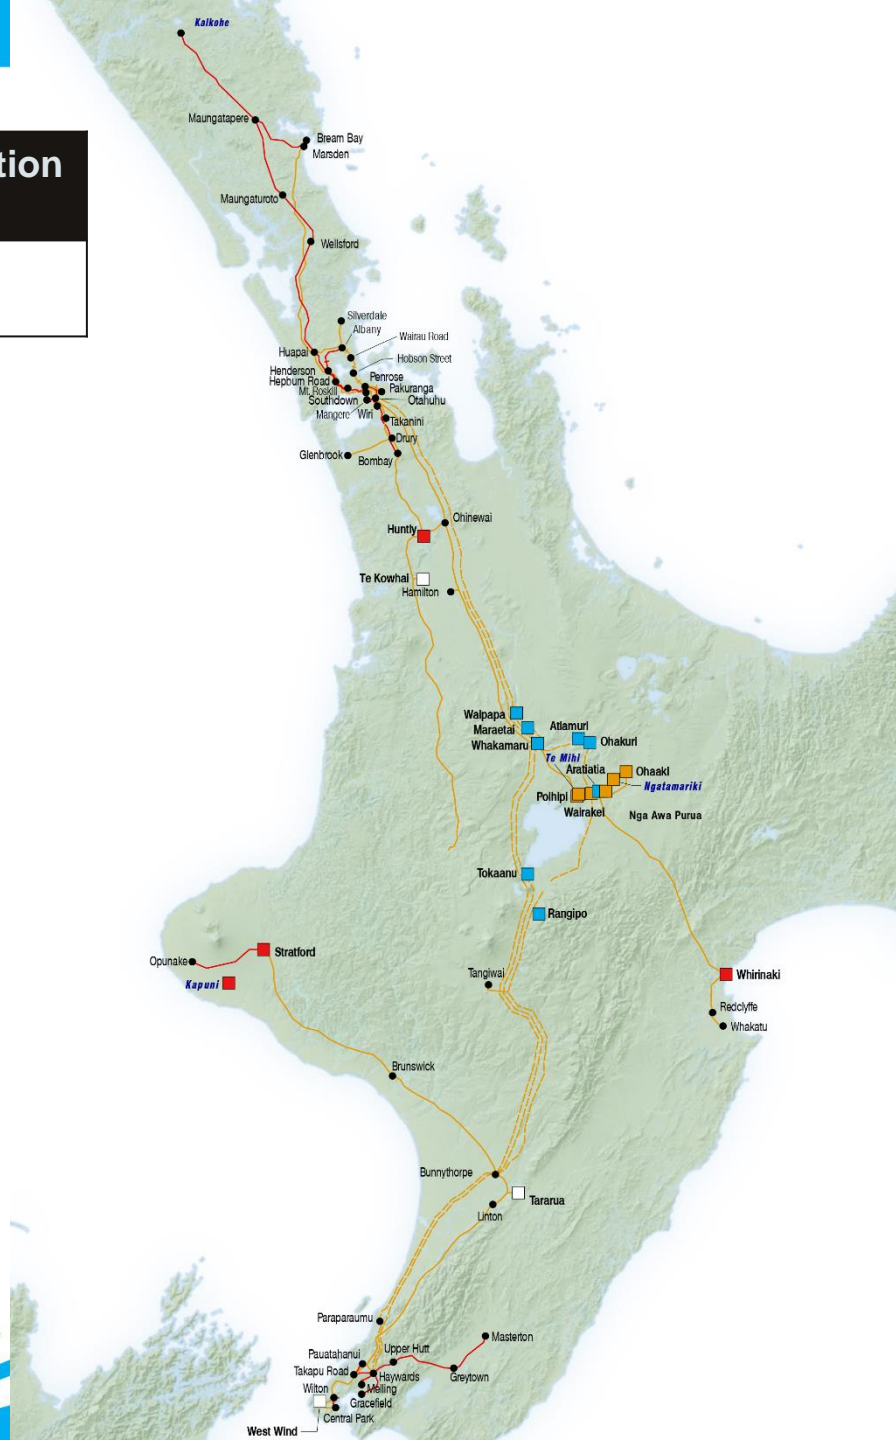 Kaikohe
Maungatapere
Bream Bay
Marsden
tion
Maungaturoto
Wellsford
Silverdale
Albany
Wairau Road
Huapai
Hobson Street
Henderson
Hepburn Road
Penrose
Mt. Roskill
Pakuranga
Southdown
Otahuhu
Mangere
Wiri
Takanini
Drury
Glenbrook
Bombay
Ohinewai
Huntly
Te Kowhai
Hamilton
Waipapa
Maraetai
Atiamuri
Whakamaru
Ohakuri
Te Mihi
Aratiatia
Ohaaki
Ngatamariki
Poihipi
Wairakei
Nga Awa Purua
Tokaanu
Rangipo
Stratford
Opunake
Kapuni
Tangiwai
Whirinaki
Redclyffe
Whakatu
Brunswick
Bunnythorpe
Tararua
Linton
Paraparaumu
Masterton
Pauatahanui
Upper Hutt
Takapu Road
Haywards
Greytown
Wilton
Melling
Gracefield
Central Park
West Wind